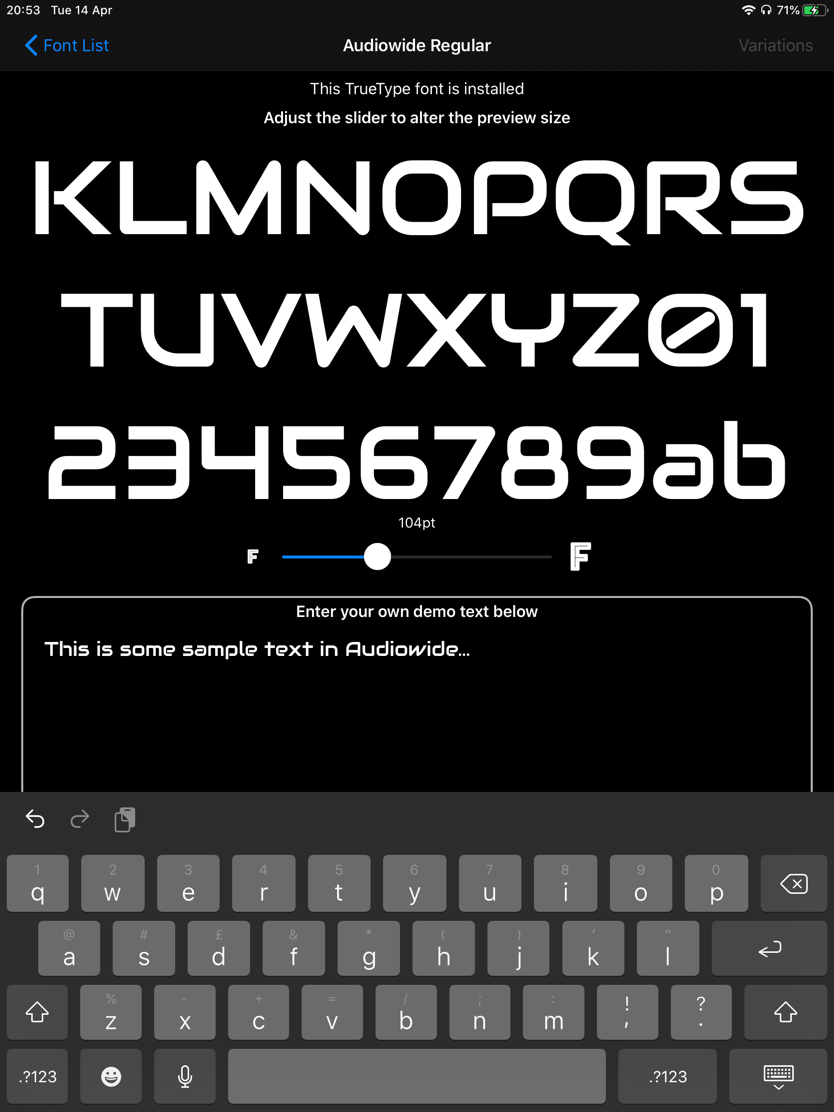 20:53 Tue 14 Apr 71%
Font List Audiowide Regular Variations
This TrueType font is installed
Adjust the slider to alter the preview size
KLMNOPQRS
TUVWXYZ01
23456789ab
104pt
F F
Enter your own demo text below
This is some sample text in Audiowide...
1 2 3 4 5 6 7 8 9 0
q w e r t y u i o p
@ # £ & * ( ) ' "
a s d f g h j k l
% - + = / ; : ! ?
z x c v b n m , .
.?123 .?123